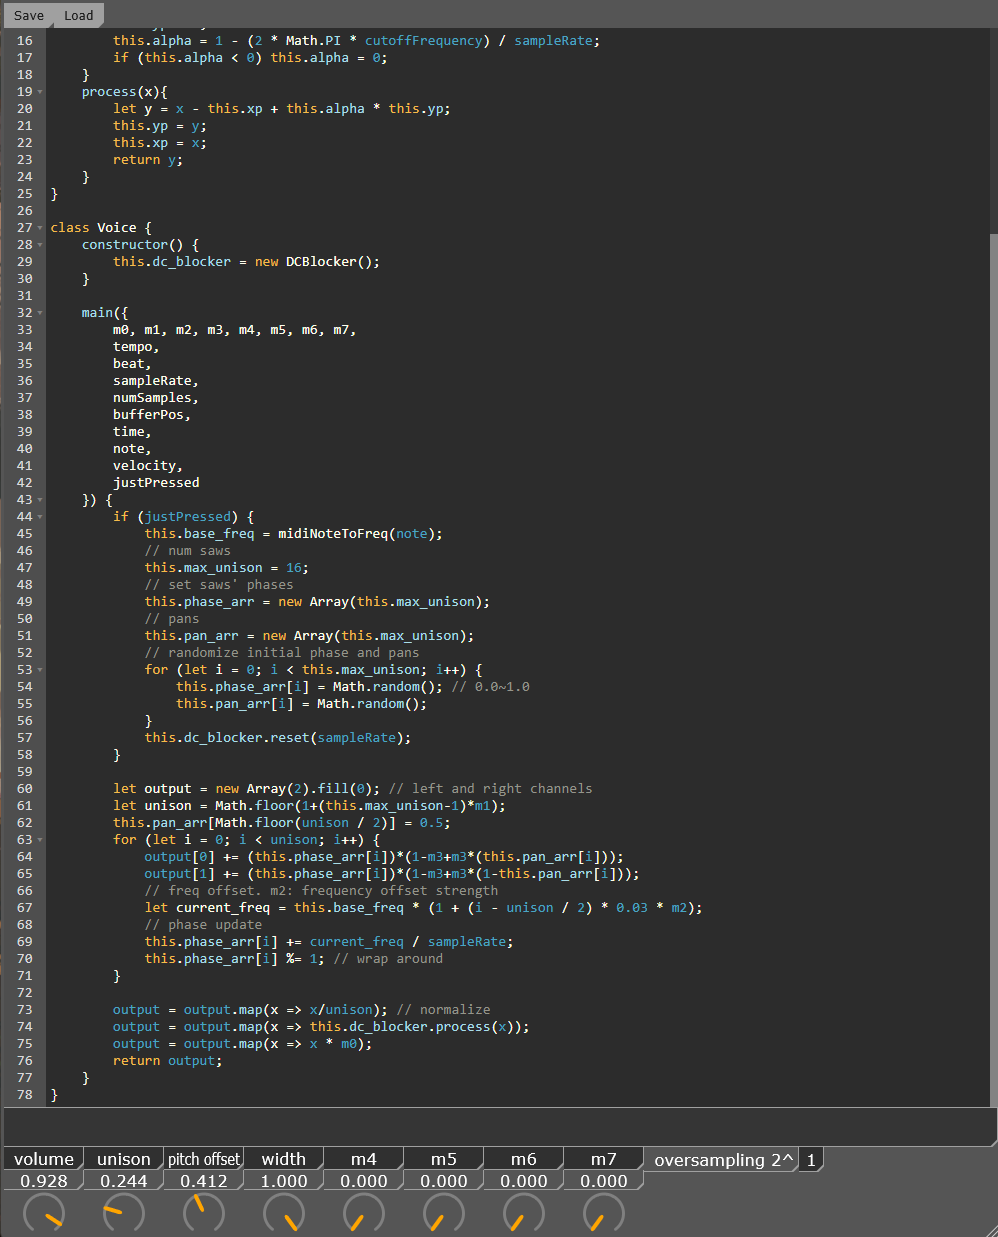 Save Load
16 this.alpha = 1 - (2 * Math.PI * cutoffFrequency) / sampleRate;
17 if (this.alpha < 0) this.alpha = 0;
18 }
19 process(x){
20 let y = x - this.xp + this.alpha * this.yp;
21 this.yp = y;
22 this.xp = x;
23 return y;
24 }
25 }
26
27 class Voice {
28 constructor() {
29 this.dc_blocker = new DCBlocker();
30 }
31
32 main({
33 m0, m1, m2, m3, m4, m5, m6, m7,
34 tempo,
35 beat,
36 sampleRate,
37 numSamples,
38 bufferPos,
39 time,
40 note,
41 velocity,
42 justPressed
43 }) {
44 if (justPressed) {
45 this.base_freq = midiNoteToFreq(note);
46 // num saws
47 this.max_unison = 16;
48 // set saws' phases
49 this.phase_arr = new Array(this.max_unison);
50 // pans
51 this.pan_arr = new Array(this.max_unison);
52 // randomize initial phase and pans
53 for (let i = 0; i < this.max_unison; i++) {
54 this.phase_arr[i] = Math.random(); // 0.0~1.0
55 this.pan_arr[i] = Math.random();
56 }
57 this.dc_blocker.reset(sampleRate);
58 }
59
60 let output = new Array(2).fill(0); // left and right channels
61 let unison = Math.floor(1+(this.max_unison-1)*m1);
62 this.pan_arr[Math.floor(unison / 2)] = 0.5;
63 for (let i = 0; i < unison; i++) {
64 output[0] += (this.phase_arr[i])*(1-m3+m3*(this.pan_arr[i]));
65 output[1] += (this.phase_arr[i])*(1-m3+m3*(1-this.pan_arr[i]));
66 // freq offset. m2: frequency offset strength
67 let current_freq = this.base_freq * (1 + (i - unison / 2) * 0.03 * m2);
68 // phase update
69 this.phase_arr[i] += current_freq / sampleRate;
70 this.phase_arr[i] %= 1; // wrap around
71 }
72
73 output = output.map(x => x/unison); // normalize
74 output = output.map(x => this.dc_blocker.process(x));
75 output = output.map(x => x * m0);
76 return output;
77 }
78 }
volume unison pitch offset width m4 m5 m6 m7 oversampling 2^ 1
0.928 0.244 0.412 1.000 0.000 0.000 0.000 0.000